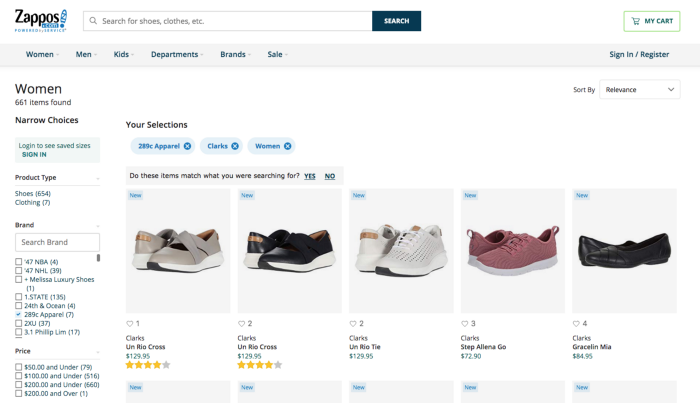 Zappos
.com
POWERED by SERVICE
Search for shoes, clothes, etc.
SEARCH
MY CART
Women
Men
Kids
Departments
Brands
Sale
Sign In / Register
Women
661 items found
Sort By
Relevance
Narrow Choices
Login to see saved sizes
SIGN IN
Product Type
Shoes (654)
Clothing (7)
Brand
Search Brand
'47 NBA (4)
'47 NHL (39)
+ Melissa Luxury Shoes
(1)
1.STATE (135)
24th & Ocean (4)
289c Apparel (7)
2XU (37)
3.1 Phillip Lim (17)
Price
$50.00 and Under (79)
$100.00 and Under (516)
$200.00 and Under (660)
$200.00 and Over (1)
Your Selections
289c Apparel
Clarks
Women
Do these items match what you were searching for? YES NO
New
1
Clarks
Un Rio Cross
$129.95
New
2
Clarks
Un Rio Cross
$129.95
New
2
Clarks
Un Rio Tie
$129.95
New
3
Clarks
Step Allena Go
$72.90
New
4
Clarks
Gracelin Mia
$84.95
New
New
New
New
New